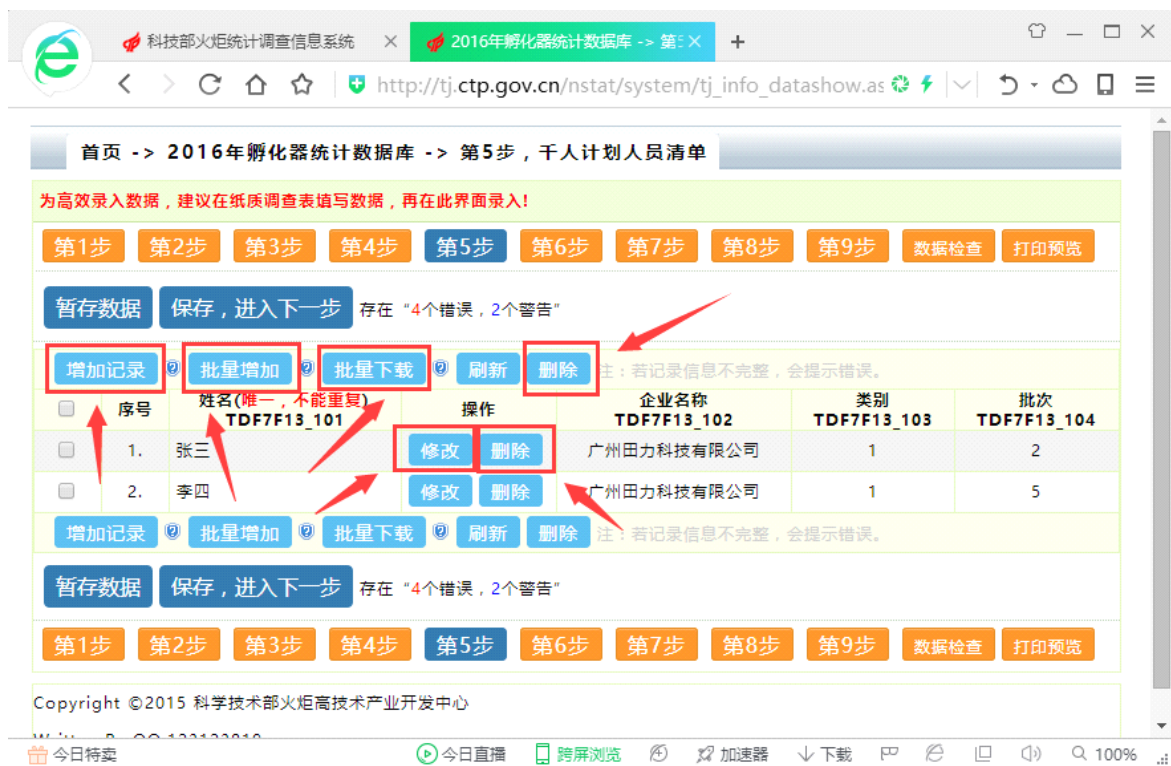 科技部火炬统计调查信息系统
2016年孵化器统计数据库 -> 第5
http://tj.ctp.gov.cn/nstat/system/tj_info_datashow.as
首页 -> 2016年孵化器统计数据库 -> 第5步，千人计划人员清单
为高效录入数据，建议在纸质调查表填写数据，再在此界面录入!
第1步 第2步 第3步 第4步 第5步 第6步 第7步 第8步 第9步 数据检查 打印预览
暂存数据 保存，进入下一步 存在 "4个错误，2个警告"
增加记录 批量增加 批量下载 刷新 删除 注：若记录信息不完整，会提示错误。
序号 姓名(唯一，不能重复) 操作 企业名称 类别 批次
TDF7F13_101 TDF7F13_102 TDF7F13_103 TDF7F13_104
1. 张三 修改 删除 广州田力科技有限公司 1 2
2. 李四 修改 删除 广州田力科技有限公司 1 5
增加记录 批量增加 批量下载 刷新 删除 注：若记录信息不完整，会提示错误。
暂存数据 保存，进入下一步 存在 "4个错误，2个警告"
第1步 第2步 第3步 第4步 第5步 第6步 第7步 第8步 第9步 数据检查 打印预览
Copyright ©2015 科学技术部火炬高技术产业开发中心
今日特卖 今日直播 跨屏浏览 加速器 下载 100%